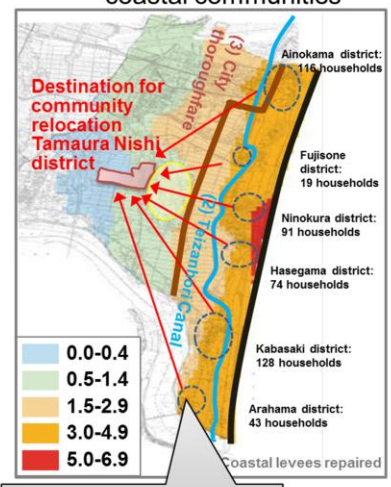 coastal communities
Ainokama district:
116 households
(3) City
thoroughfare
Destination for
community
relocation
Tamaura Nishi
district
Fujisone
district:
19 households
Ninokura district:
91 households
(2) Teizanbori Canal
Hasegama district:
74 households
Kabasaki district:
128 households
Arahama district:
43 households
0.0-0.4
0.5-1.4
1.5-2.9
3.0-4.9
5.0-6.9
Coastal levees repaired